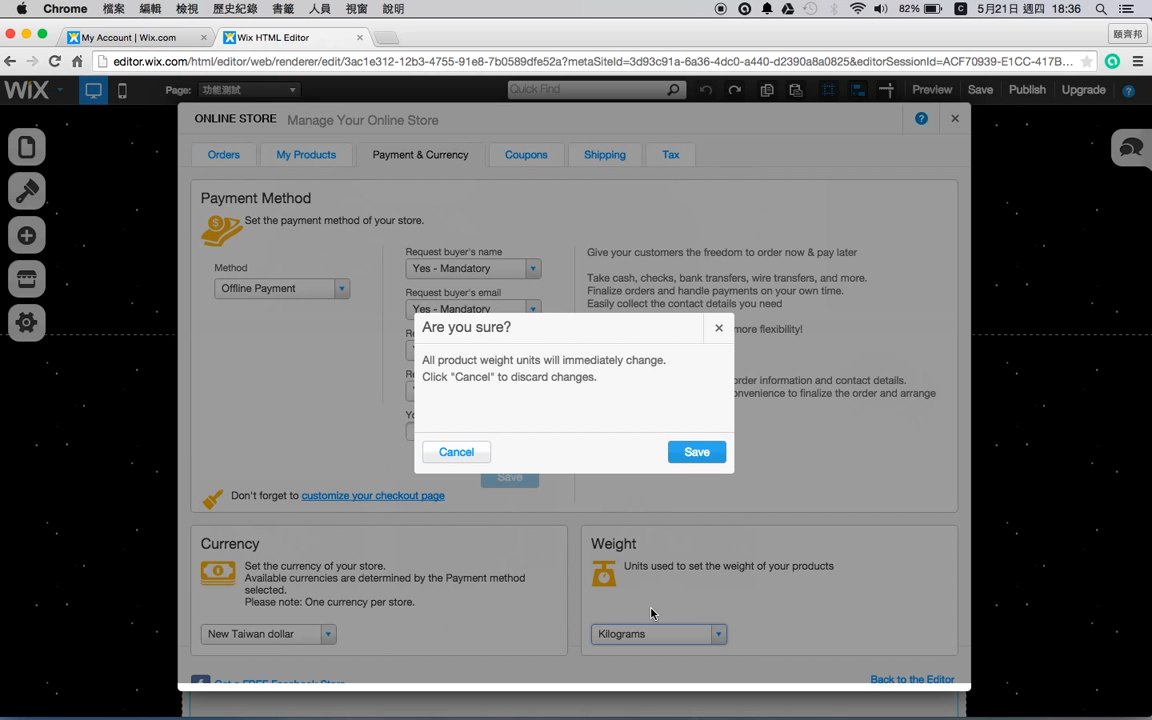 Chrome 檔案 編輯 檢視 歷史紀錄 書籤 人員 視窗 說明 82% 5月21日 週四 18:36
My Account | Wix.com
Wix HTML Editor
顧齊邦
editor.wix.com/html/editor/web/renderer/edit/3ac1e312-12b3-4755-91e8-7b0589dfe52a?metaSiteId=3d93c91a-6a36-4dc0-a440-d2390a8a0825&editorSessionId=ACF70939-E1CC-417B...
WIX Page: 功能測試 Quick Find Preview Save Publish Upgrade ?
ONLINE STORE Manage Your Online Store
Orders My Products Payment & Currency Coupons Shipping Tax
Payment Method
Set the payment method of your store.
Method
Offline Payment
Request buyer's name
Yes - Mandatory
Request buyer's email
Yes - Mandatory
Give your customers the freedom to order now & pay later
Take cash, checks, bank transfers, wire transfers, and more.
Finalize orders and handle payments on your own time.
Easily collect the contact details you need
more flexibility!
order information and contact details.
to finalize the order and arrange
Are you sure?
All product weight units will immediately change.
Click "Cancel" to discard changes.
Cancel
Save
Save
Don't forget to customize your checkout page
Currency
Set the currency of your store.
Available currencies are determined by the Payment method
selected.
Please note: One currency per store.
New Taiwan dollar
Weight
Units used to set the weight of your products
Kilograms
Get a FREE Facebook Store
Back to the Editor